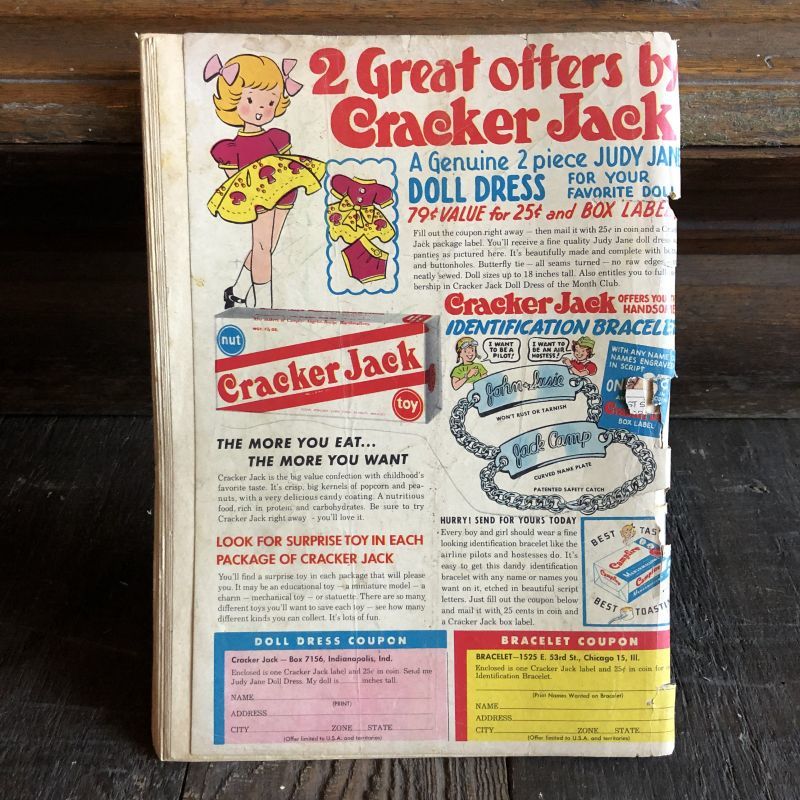 2 Great offers by
Cracker Jack
A Genuine 2 piece JUDY JANE
DOLL DRESS
FOR YOUR
FAVORITE DOLL
79¢ VALUE for 25¢ and BOX LABEL
Fill out the coupon right away — then mail it with 25¢ in coin and a
Jack package label. You'll receive a fine quality Judy Jane doll dress
panties as pictured here. It's beautifully made and complete with
and buttonholes. Butterfly tie — all seams turned — no raw edges,
neatly sewed. Doll sizes up to 18 inches tall. Also entitles you to full
bership in Cracker Jack Doll Dress of the Month Club.
nut
Cracker Jack
toy
Cracker Jack OFFERS YOU
HANDSOME
IDENTIFICATION BRACELET
I WANT
TO BE A
PILOT!
I WANT TO
BE AN AIR
HOSTESS!
WITH ANY NAME
NAMES ENGRAVED
IN SCRIPT
BOX LABEL
John & Susie
WON'T RUST OR TARNISH
Jack Camp
CURVED NAME PLATE
PATENTED SAFETY CATCH
THE MORE YOU EAT...
THE MORE YOU WANT
Cracker Jack is the big value confection with childhood's
favorite taste. It's crisp, big kernels of popcorn and pea-
nuts, with a very delicious candy coating. A nutritious
food, rich in protein and carbohydrates. Be sure to try
Cracker Jack right away - you'll love it.
LOOK FOR SURPRISE TOY IN EACH
PACKAGE OF CRACKER JACK
You'll find a surprise toy in each package that will please
you. It may be an educational toy — a miniature model — a
charm — mechanical toy — or statuette. There are so many
different toys you'll want to save each toy — see how many
different kinds you can collect. It's lots of fun.
HURRY! SEND FOR YOURS TODAY
Every boy and girl should wear a fine
looking identification bracelet like the
airline pilots and hostesses do. It's
easy to get this dandy identification
bracelet with any name or names you
want on it, etched in beautiful script
letters. Just fill out the coupon below
and mail it with 25 cents in coin and
a Cracker Jack box label.
BEST
Campfire
BEST
DOLL DRESS COUPON
Cracker Jack — Box 7156, Indianapolis, Ind.
Enclosed is one Cracker Jack label and 25¢ in coin. Send me
Judy Jane Doll Dress. My doll is inches tall.
NAME
(PRINT)
ADDRESS
CITY ZONE STATE
(Offer limited to U.S.A. and territories)
BRACELET COUPON
BRACELET—1525 E. 53rd St., Chicago 15, Ill.
Enclosed is one Cracker Jack label and 25¢ in coin for
Identification Bracelet.
(Print Names Wanted on Bracelet)
NAME
ADDRESS
CITY ZONE STATE
(Offer limited to U.S.A. and territories)